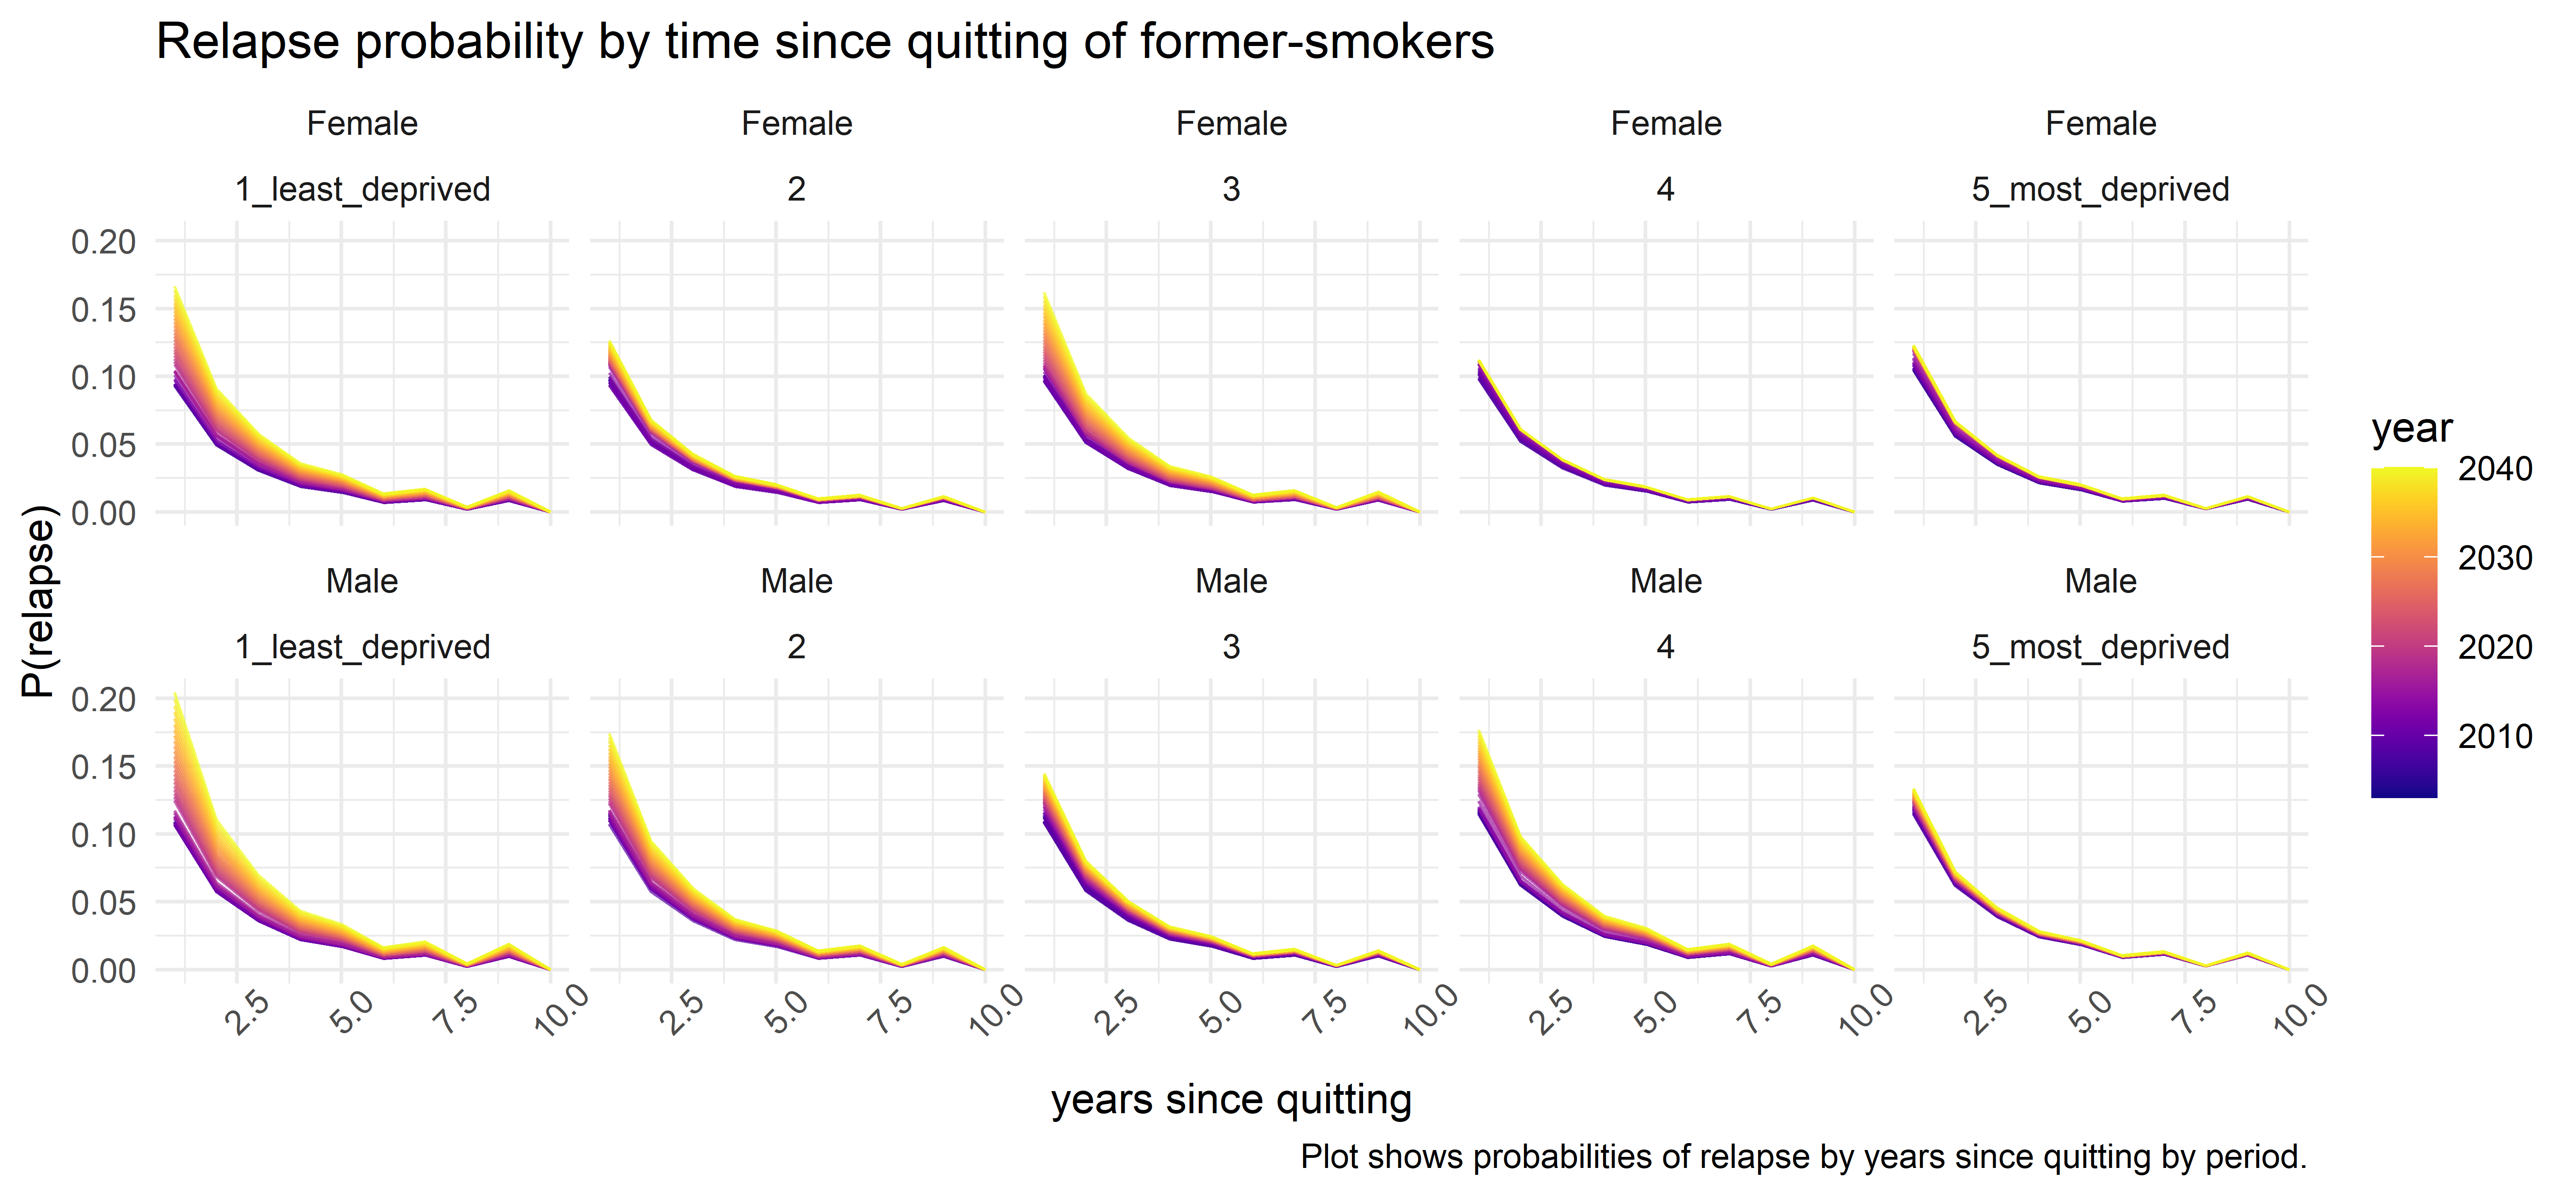 Relapse probability by time since quitting of former-smokers
Female Female Female Female Female
1_least_deprived 2 3 4 5_most_deprived
0.20
0.15
0.10
0.05
0.00
Male Male Male Male Male
1_least_deprived 2 3 4 5_most_deprived
0.20
0.15
0.10
0.05
0.00
2.5 5.0 7.5 10.0 2.5 5.0 7.5 10.0 2.5 5.0 7.5 10.0 2.5 5.0 7.5 10.0 2.5 5.0 7.5 10.0
P(relapse)
years since quitting
year
2040
2030
2020
2010
Plot shows probabilities of relapse by years since quitting by period.